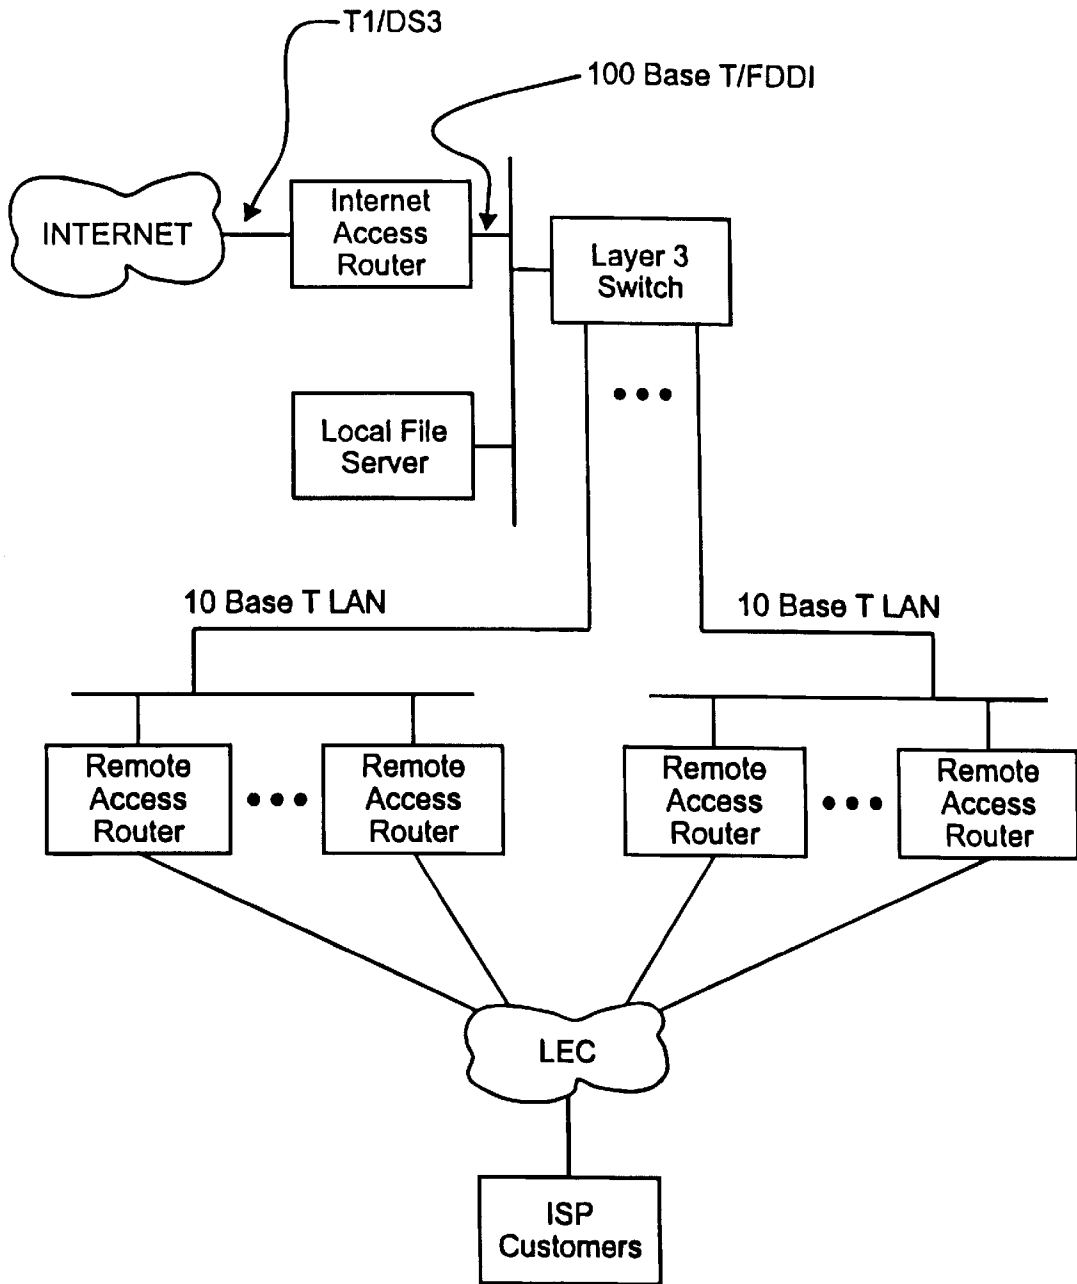 T1/DS3
100 Base T/FDDI
INTERNET
Internet
Access
Router
Layer 3
Switch
Local File
Server
10 Base T LAN
10 Base T LAN
Remote
Access
Router
Remote
Access
Router
Remote
Access
Router
Remote
Access
Router
LEC
ISP
Customers